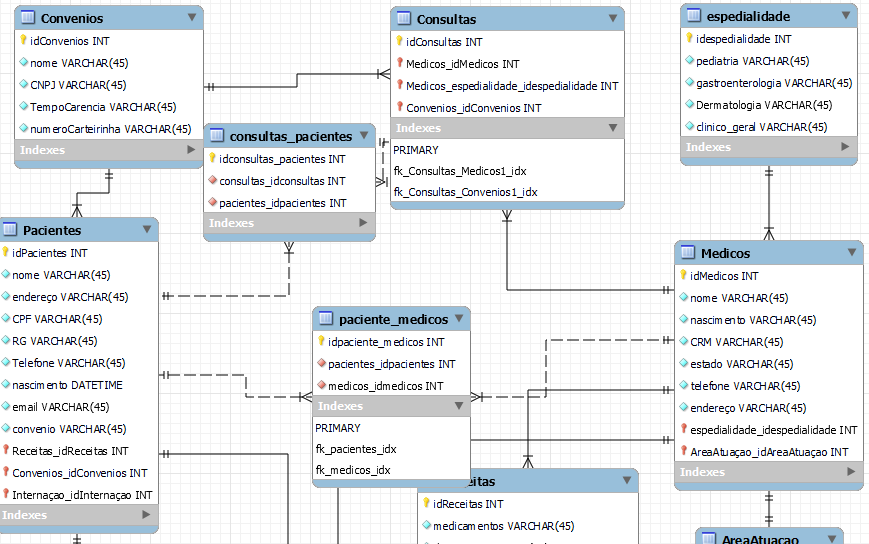 Convenios
idConvenios INT
nome VARCHAR(45)
CNPJ VARCHAR(45)
TempoCarencia VARCHAR(45)
numeroCarteirinha VARCHAR(45)
Indexes
Consultas
idConsultas INT
Medicos_idMedicos INT
Medicos_espedialidade_idespedialidade INT
Convenios_idConvenios INT
Indexes
PRIMARY
fk_Consultas_Medicos1_idx
fk_Consultas_Convenios1_idx
espedialidade
idespedialidade INT
pediatria VARCHAR(45)
gastroenterologia VARCHAR(45)
Dermatologia VARCHAR(45)
clinico_geral VARCHAR(45)
Indexes
consultas_pacientes
idconsultas_pacientes INT
consultas_idconsultas INT
pacientes_idpacientes INT
Indexes
Pacientes
idPacientes INT
nome VARCHAR(45)
endereço VARCHAR(45)
CPF VARCHAR(45)
RG VARCHAR(45)
Telefone VARCHAR(45)
nascimento DATETIME
email VARCHAR(45)
convenio VARCHAR(45)
Receitas_idReceitas INT
Convenios_idConvenios INT
Internaçao_idInternaçao INT
Indexes
paciente_medicos
idpaciente_medicos INT
pacientes_idpacientes INT
medicos_idmedicos INT
Indexes
PRIMARY
fk_pacientes_idx
fk_medicos_idx
Medicos
idMedicos INT
nome VARCHAR(45)
nascimento VARCHAR(45)
CRM VARCHAR(45)
estado VARCHAR(45)
telefone VARCHAR(45)
endereço VARCHAR(45)
espedialidade_idespedialidade INT
AreaAtuaçao_idAreaAtuaçao INT
Indexes
eitas
idReceitas INT
medicamentos VARCHAR(45)
AreaAtuaçao